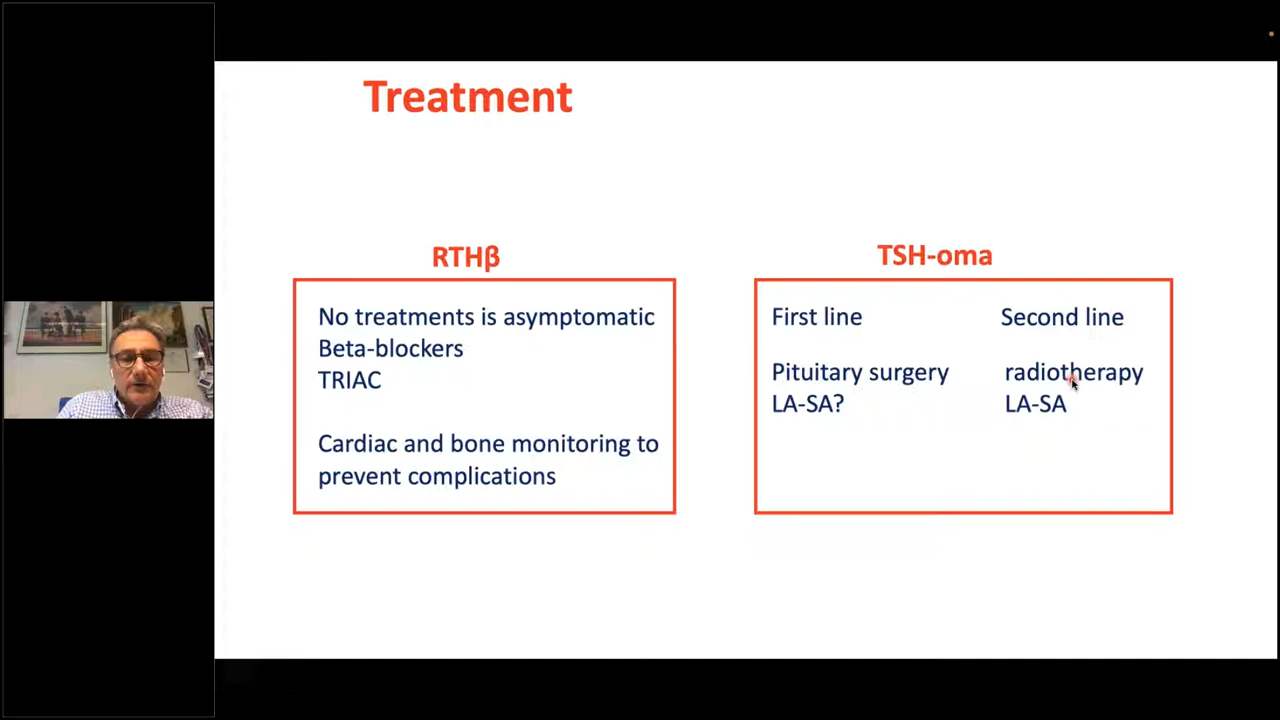 Treatment
RTHβ
No treatments is asymptomatic
Beta-blockers
TRIAC
Cardiac and bone monitoring to
prevent complications
TSH-oma
First line Second line
Pituitary surgery radiotherapy
LA-SA? LA-SA